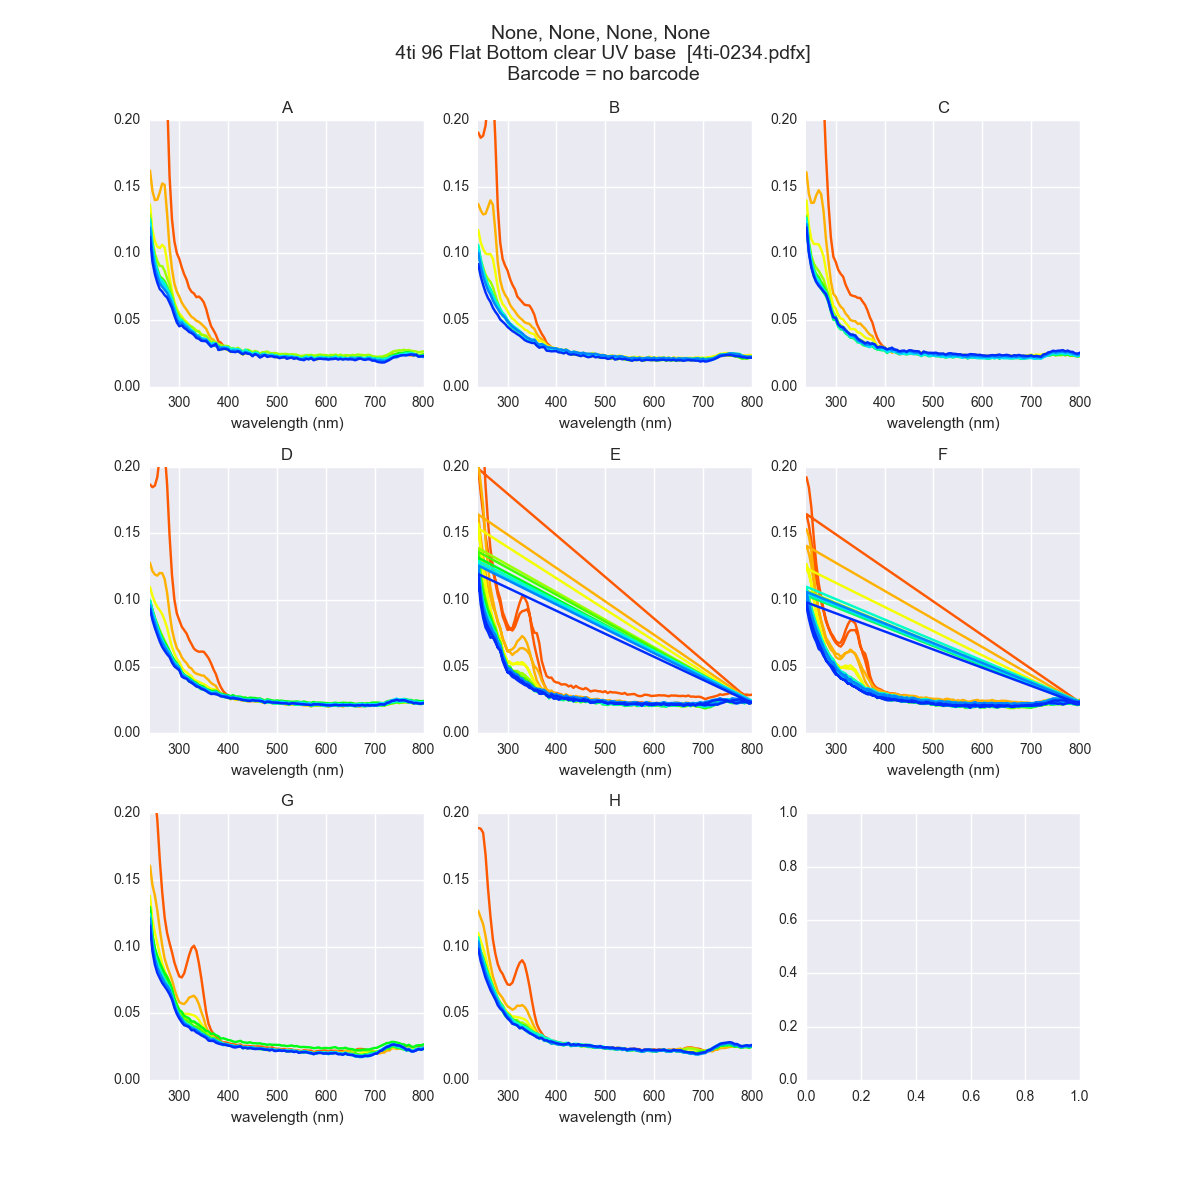 None, None, None, None
4ti 96 Flat Bottom clear UV base [4ti-0234.pdfx]
Barcode = no barcode
A
B
C
0.20 0.15 0.10 0.05 0.00
300 400 500 600 700 800
wavelength (nm)
0.20 0.15 0.10 0.05 0.00
300 400 500 600 700 800
wavelength (nm)
0.20 0.15 0.10 0.05 0.00
300 400 500 600 700 800
wavelength (nm)
D
E
F
0.20 0.15 0.10 0.05 0.00
300 400 500 600 700 800
wavelength (nm)
0.20 0.15 0.10 0.05 0.00
300 400 500 600 700 800
wavelength (nm)
0.20 0.15 0.10 0.05 0.00
300 400 500 600 700 800
wavelength (nm)
G
H
0.20 0.15 0.10 0.05 0.00
300 400 500 600 700 800
wavelength (nm)
0.20 0.15 0.10 0.05 0.00
300 400 500 600 700 800
wavelength (nm)
1.0 0.8 0.6 0.4 0.2 0.0
0.0 0.2 0.4 0.6 0.8 1.0